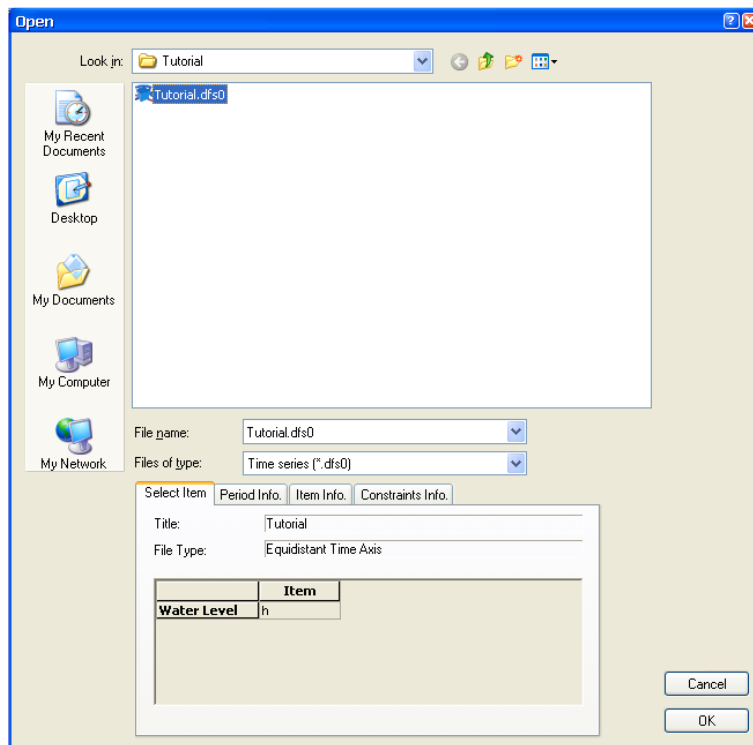 Open
Look in: Tutorial
Tutorial.dfs0
My Recent
Documents
Desktop
My Documents
My Computer
My Network
File name: Tutorial.dfs0
Files of type: Time series (*.dfs0)
Select Item Period Info. Item Info. Constraints Info.
Title: Tutorial
File Type: Equidistant Time Axis
Item
Water Level h
Cancel
OK